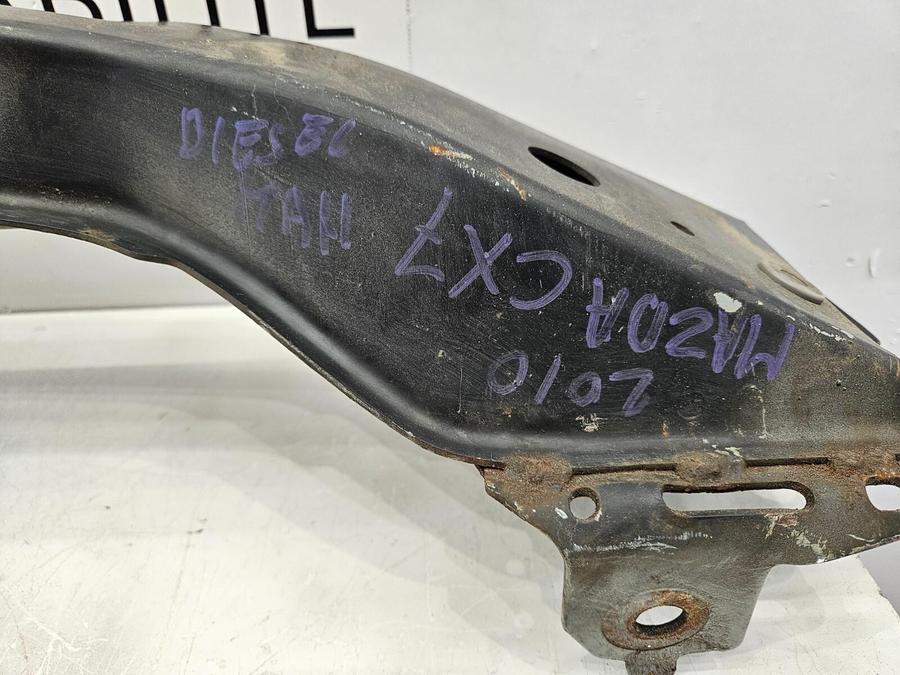 DIESEL
MAN
MAZDA CX7
2010